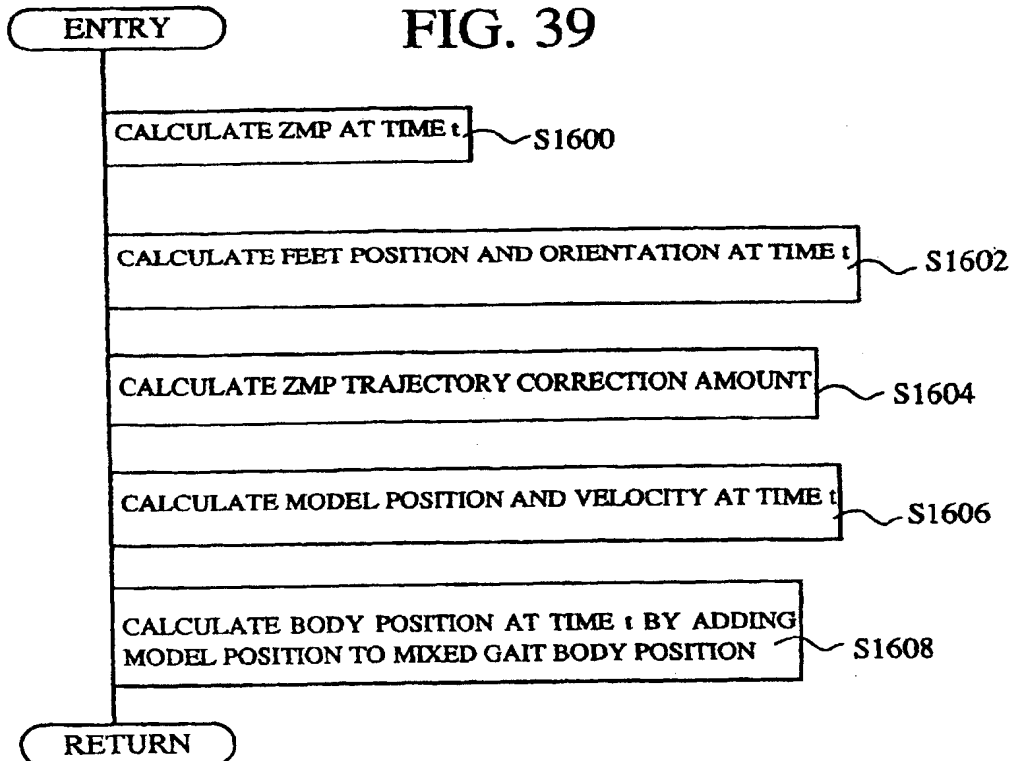 FIG. 39
ENTRY
CALCULATE ZMP AT TIME t
S1600
CALCULATE FEET POSITION AND ORIENTATION AT TIME t
S1602
CALCULATE ZMP TRAJECTORY CORRECTION AMOUNT
S1604
CALCULATE MODEL POSITION AND VELOCITY AT TIME t
S1606
CALCULATE BODY POSITION AT TIME t BY ADDING
MODEL POSITION TO MIXED GAIT BODY POSITION
S1608
RETURN